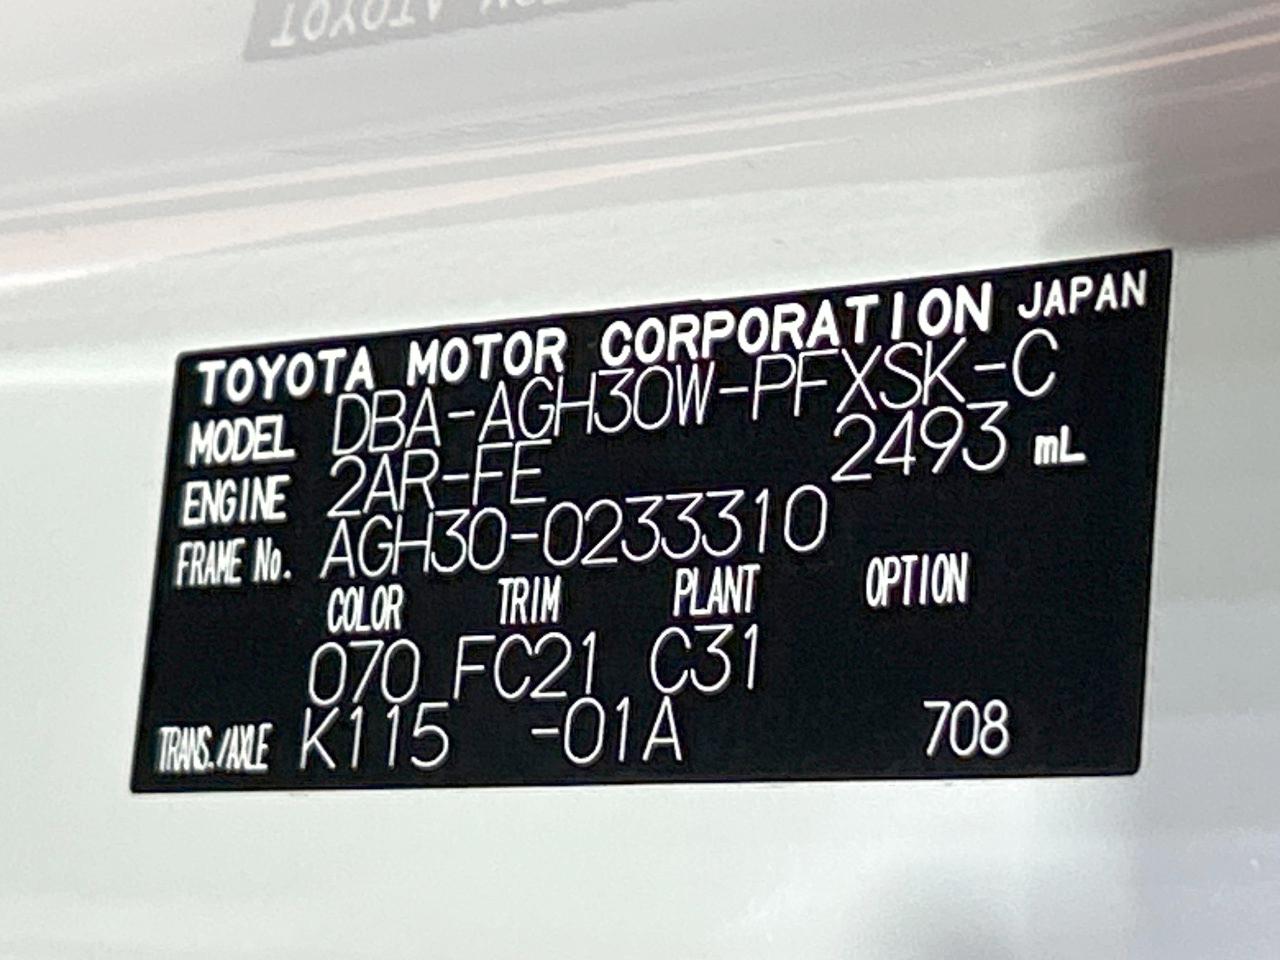 TOYOTA MOTOR CORPORATION JAPAN
MODEL DBA-AGH30W-PFXSK-C
ENGINE 2AR-FE 2493 mL
FRAME No. AGH30-0233310
COLOR TRIM PLANT OPTION
070 FC21 C31
TRANS./AXLE K115 -01A 708